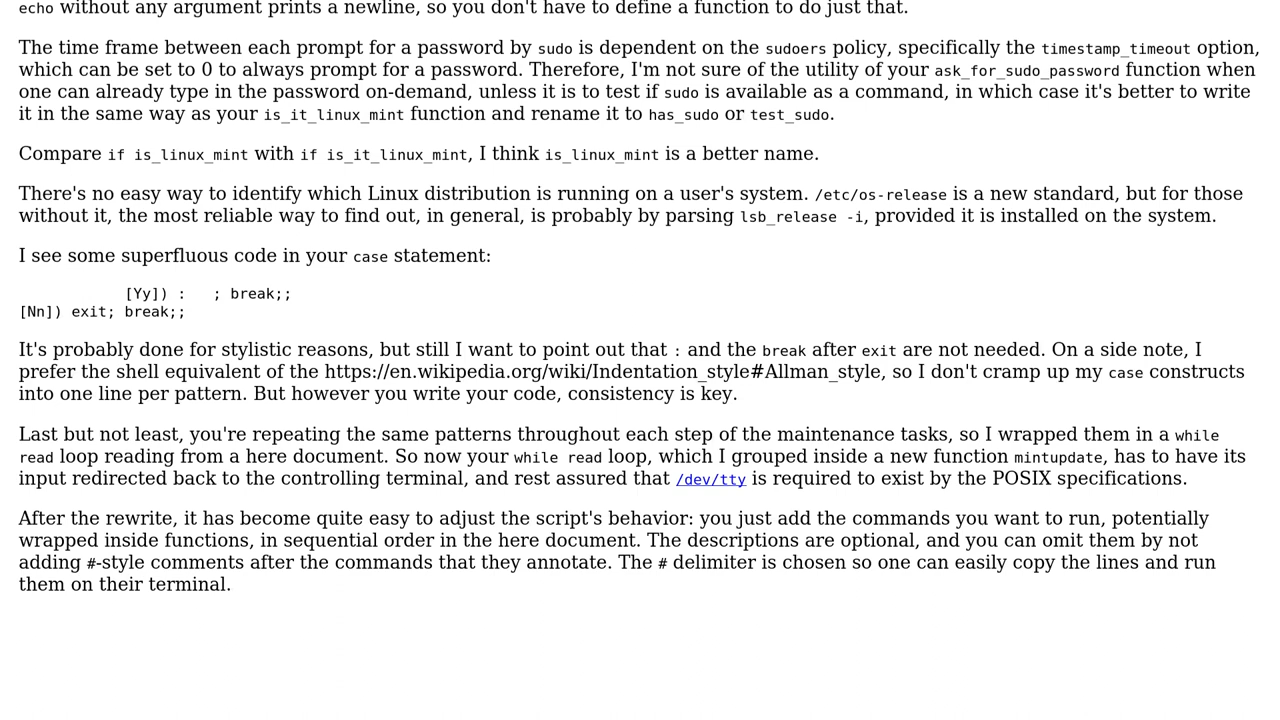 echo without any argument prints a newline, so you don't have to define a function to do just that.
The time frame between each prompt for a password by sudo is dependent on the sudoers policy, specifically the timestamp_timeout option,
which can be set to 0 to always prompt for a password. Therefore, I'm not sure of the utility of your ask_for_sudo_password function when
one can already type in the password on-demand, unless it is to test if sudo is available as a command, in which case it's better to write
it in the same way as your is_it_linux_mint function and rename it to has_sudo or test_sudo.
Compare if is_linux_mint with if is_it_linux_mint, I think is_linux_mint is a better name.
There's no easy way to identify which Linux distribution is running on a user's system. /etc/os-release is a new standard, but for those
without it, the most reliable way to find out, in general, is probably by parsing lsb_release -i, provided it is installed on the system.
I see some superfluous code in your case statement:
            [Yy]) :   ; break;;
[Nn]) exit; break;;
It's probably done for stylistic reasons, but still I want to point out that : and the break after exit are not needed. On a side note, I
prefer the shell equivalent of the https://en.wikipedia.org/wiki/Indentation_style#Allman_style, so I don't cramp up my case constructs
into one line per pattern. But however you write your code, consistency is key.
Last but not least, you're repeating the same patterns throughout each step of the maintenance tasks, so I wrapped them in a while
read loop reading from a here document. So now your while read loop, which I grouped inside a new function mintupdate, has to have its
input redirected back to the controlling terminal, and rest assured that /dev/tty is required to exist by the POSIX specifications.
After the rewrite, it has become quite easy to adjust the script's behavior: you just add the commands you want to run, potentially
wrapped inside functions, in sequential order in the here document. The descriptions are optional, and you can omit them by not
adding #-style comments after the commands that they annotate. The # delimiter is chosen so one can easily copy the lines and run
them on their terminal.